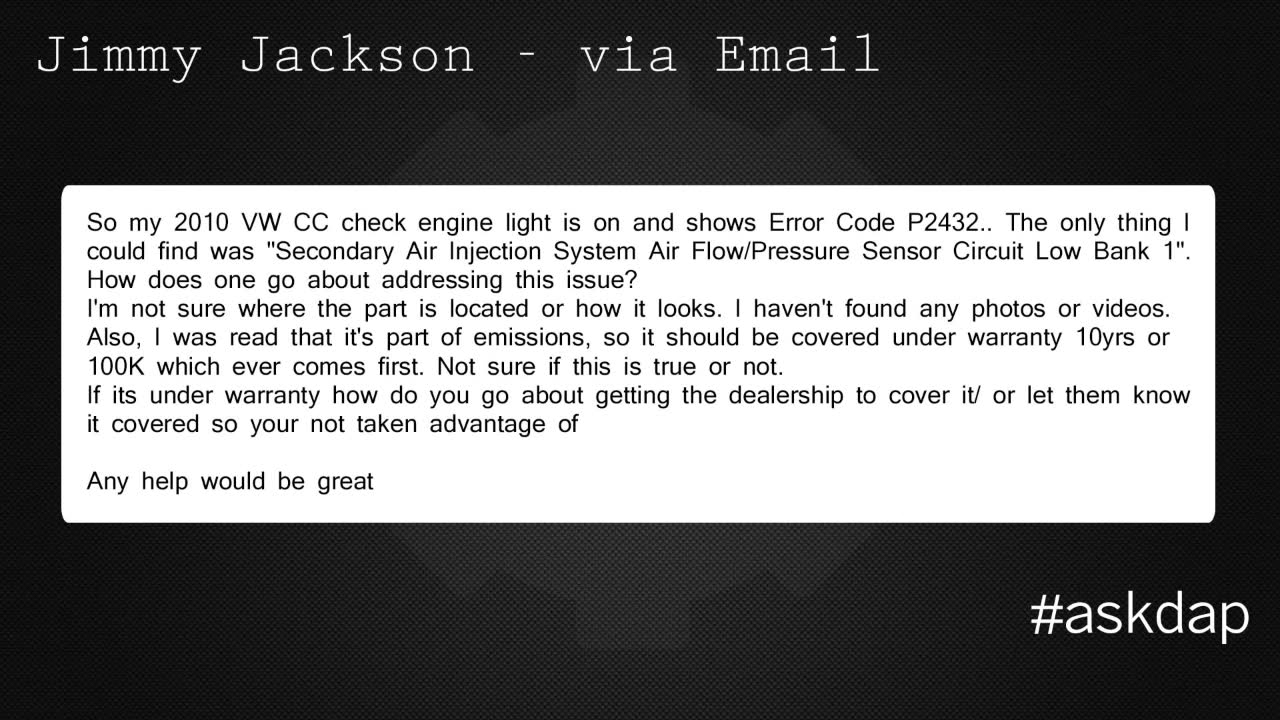 Jimmy Jackson - via Email
So my 2010 VW CC check engine light is on and shows Error Code P2432.. The only thing I
could find was "Secondary Air Injection System Air Flow/Pressure Sensor Circuit Low Bank 1".
How does one go about addressing this issue?
I'm not sure where the part is located or how it looks. I haven't found any photos or videos.
Also, I was read that it's part of emissions, so it should be covered under warranty 10yrs or
100K which ever comes first. Not sure if this is true or not.
If its under warranty how do you go about getting the dealership to cover it/ or let them know
it covered so your not taken advantage of
Any help would be great
#askdap